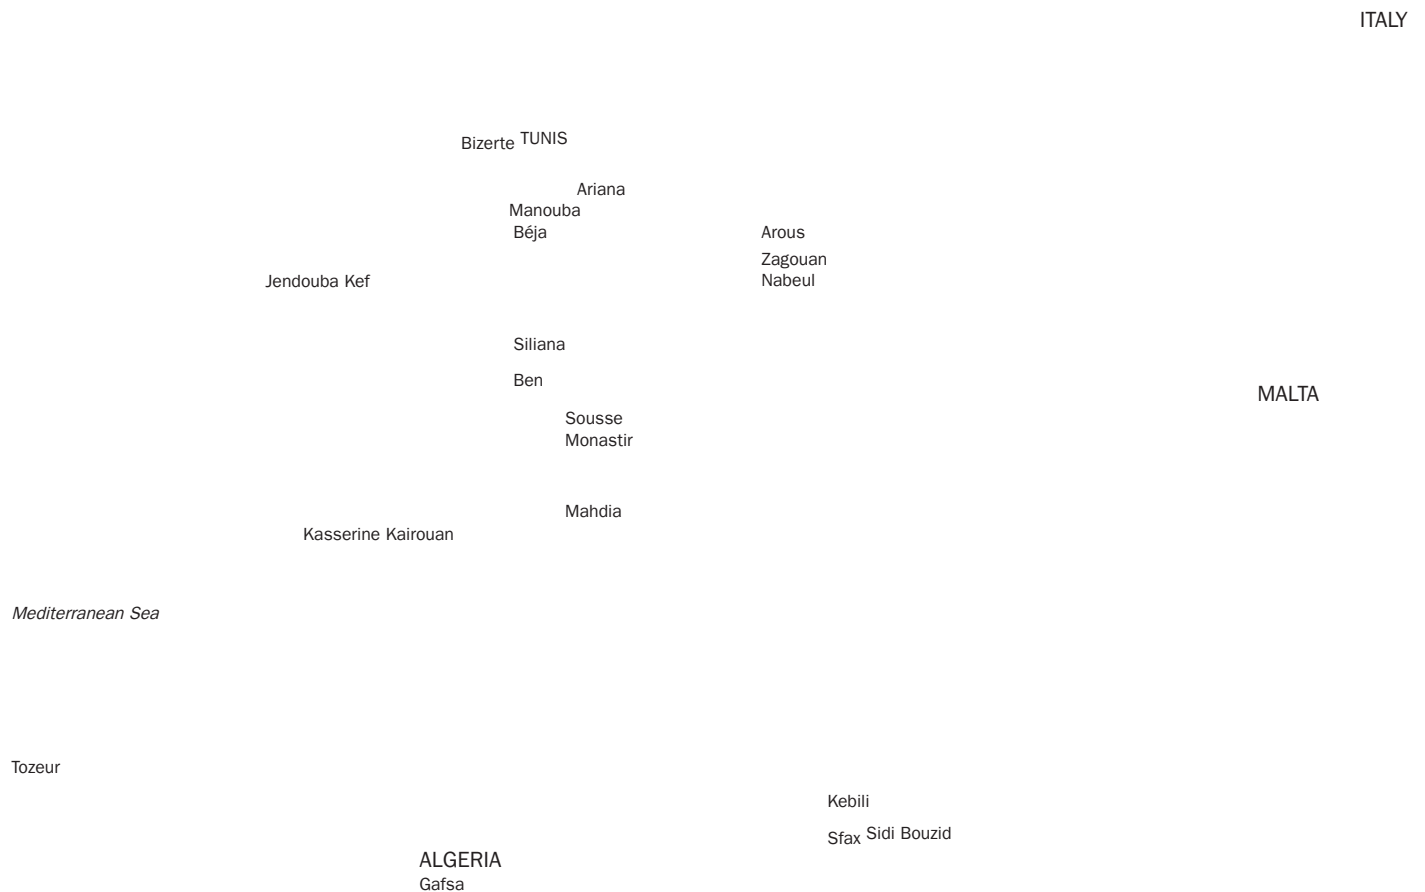 ITALY
Bizerte TUNIS
Ariana
Manouba
Béja
Arous
Zagouan
Jendouba Kef
Nabeul
Siliana
Ben
MALTA
Sousse
Monastir
Mahdia
Kasserine Kairouan
Mediterranean Sea
Tozeur
Kebili
Sfax Sidi Bouzid
ALGERIA
Gafsa